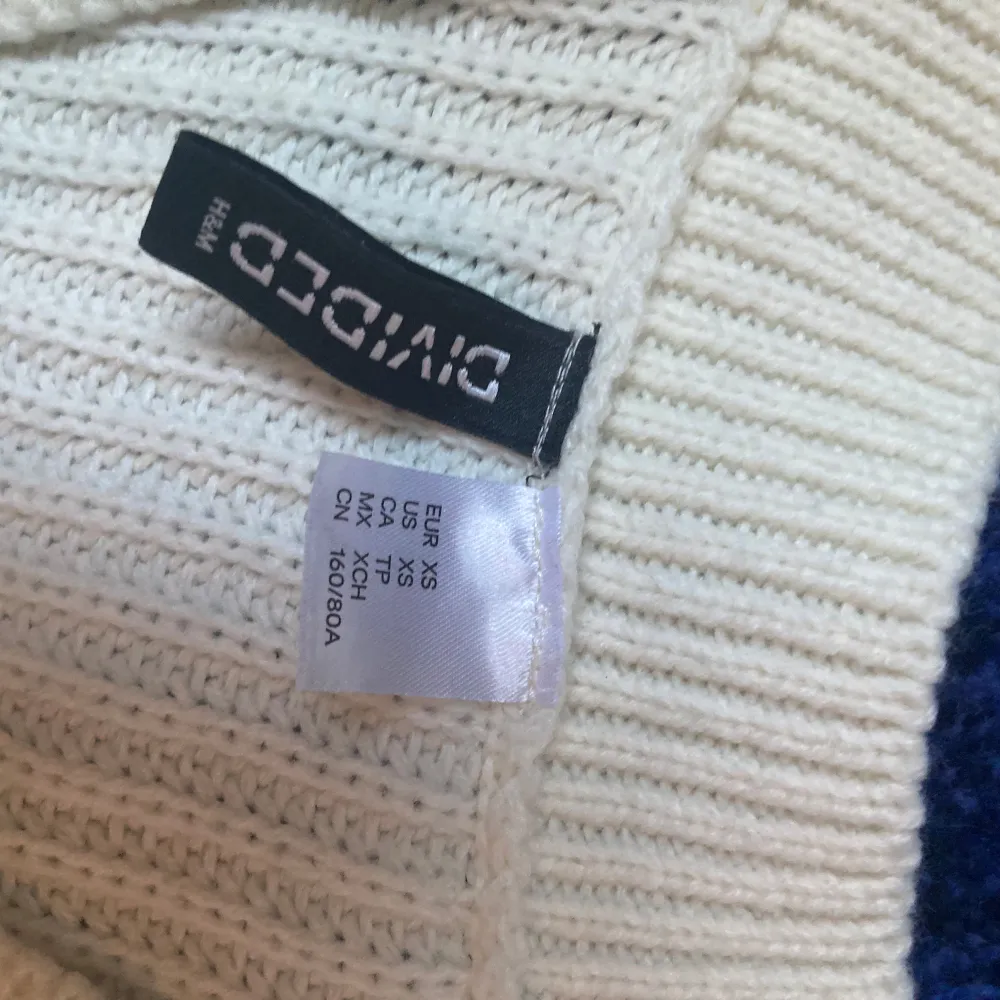 DIVIDED
H&M
EUR XS
US XS
CA TP
MX XCH
CN 160/80A